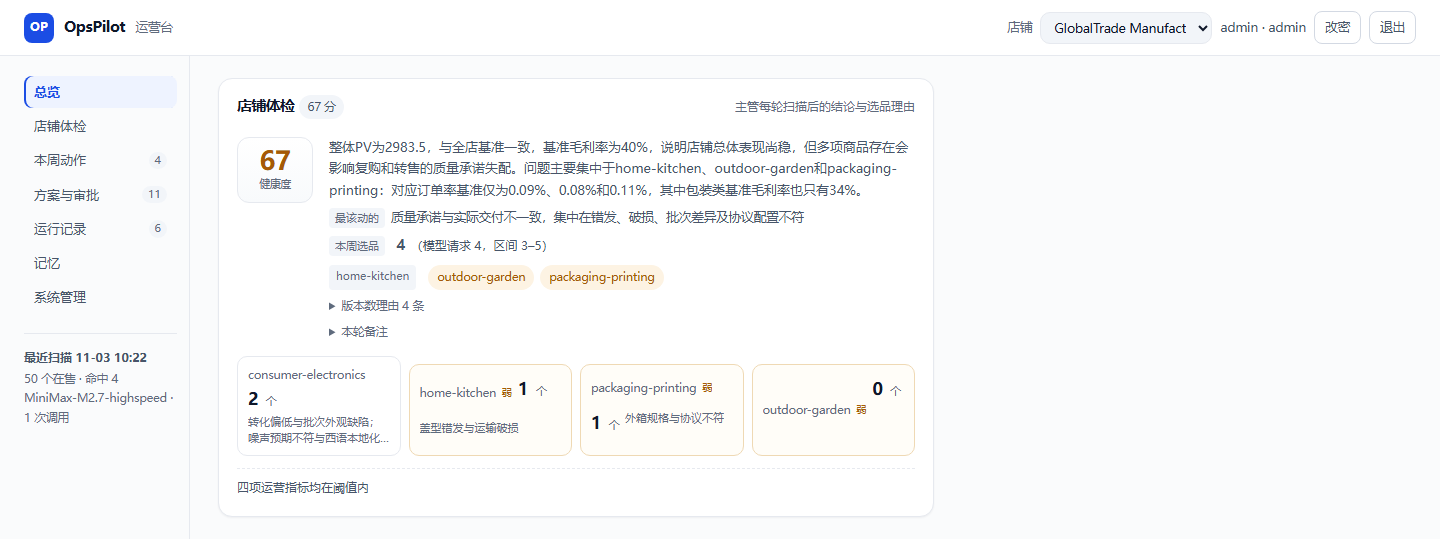 OP OpsPilot 运营台 店铺 GlobalTrade Manufact admin · admin 改密 退出
总览
店铺体检
本周动作 4
方案与审批 11
运行记录 6
记忆
系统管理
最近扫描 11-03 10:22
50 个在售 · 命中 4
MiniMax-M2.7-highspeed ·
1 次调用
店铺体检 67 分 主管每轮扫描后的结论与选品理由
67
健康度
整体PV为2983.5，与全店基准一致，基准毛利率为40%，说明店铺总体表现尚稳，但多项商品存在会
影响复购和转售的质量承诺失配。问题主要集中于home-kitchen、outdoor-garden和packaging-
printing：对应订单率基准仅为0.09%、0.08%和0.11%，其中包装类基准毛利率也只有34%。
最该动的 质量承诺与实际交付不一致，集中在错发、破损、批次差异及协议配置不符
本周选品 4 （模型请求 4，区间 3–5）
home-kitchen outdoor-garden packaging-printing
▶ 版本数理由 4 条
▶ 本轮备注
consumer-electronics
2 个
转化偏低与批次外观缺陷；
噪声预期不符与西语本地化...
home-kitchen 弱 1 个
盖型错发与运输破损
packaging-printing 弱
1 个 外箱规格与协议不符
0 个
outdoor-garden 弱
四项运营指标均在阈值内